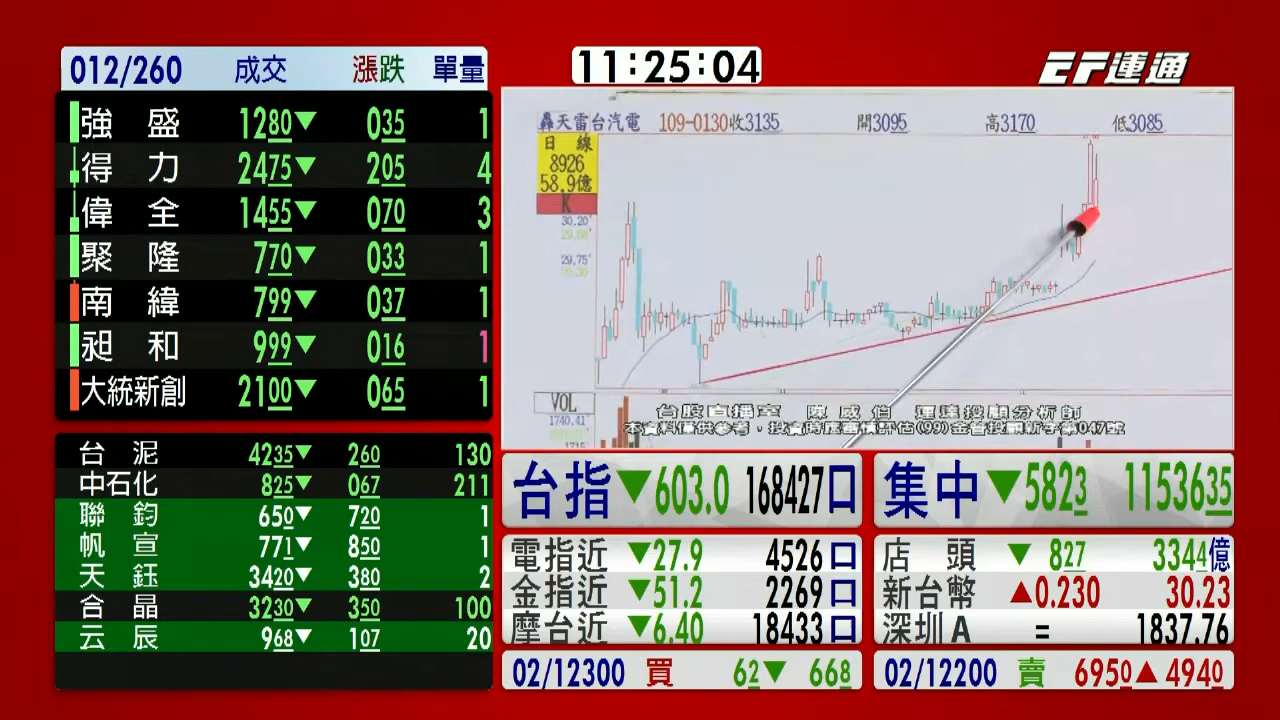 012/260 成交 漲跌 單量
11:25:04
EF運通
強盛 1280▼ 035 1
得力 2475▼ 205 4
偉全 1455▼ 070 3
聚隆 770▼ 033 1
南緯 799▼ 037 1
昶和 999▼ 016 1
大統新創 2100▼ 065 1
台泥 4235▼ 260 130
中石化 825▼ 067 211
聯鈞 650▼ 720 1
帆宣 771▼ 850 1
天鈺 3420▼ 380 2
合晶 3230▼ 350 100
云辰 968▼ 107 20
轟天雷台汽電 109-0130收3135 開3095 高3170 低3085
日線
8926
58.9億
K
30.20
29.75
VOL
1740.41
台股直播室 陳威伯 運達投顧分析師
本資料僅供參考，投資時應審慎評估(99)金管投顧新字第047號
台指▼603.0 168427口
集中▼5823 1153635
電指近▼27.9 4526口
金指近▼51.2 2269口
摩台近▼6.40 18433口
店頭▼827 3344億
新台幣▲0.230 30.23
深圳A = 1837.76
02/12300 買 62▼ 668
02/12200 賣 6950▲4940